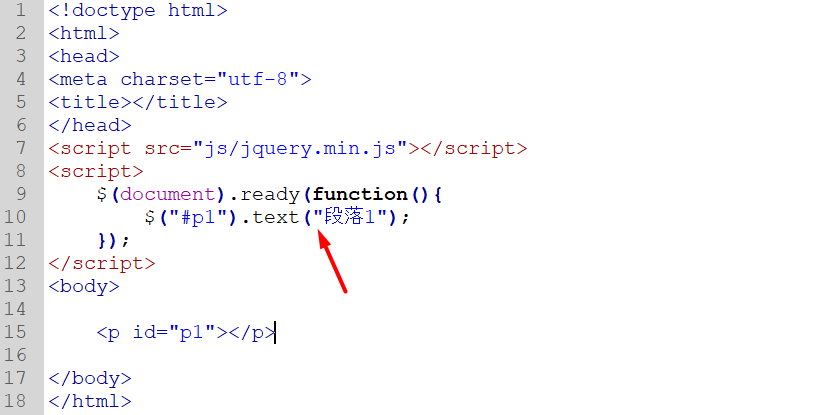 1 <!doctype html>
2 <html>
3 <head>
4 <meta charset="utf-8">
5 <title></title>
6 </head>
7 <script src="js/jquery.min.js"></script>
8 <script>
9     $(document).ready(function(){
10         $("#p1").text("段落1");
11     });
12 </script>
13 <body>
14
15     <p id="p1"></p>
16
17 </body>
18 </html>